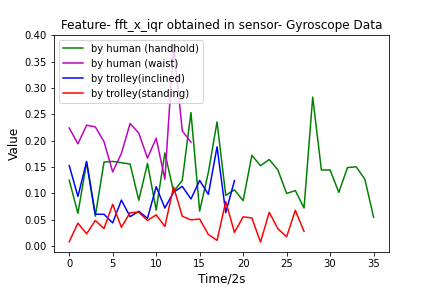 Feature- fft_x_iqr obtained in sensor- Gyroscope Data
by human (handhold)
by human (waist)
by trolley(inclined)
by trolley(standing)
0.40
0.35
0.30
0.25
0.20
0.15
0.10
0.05
0.00
Value
0 5 10 15 20 25 30 35
Time/2s